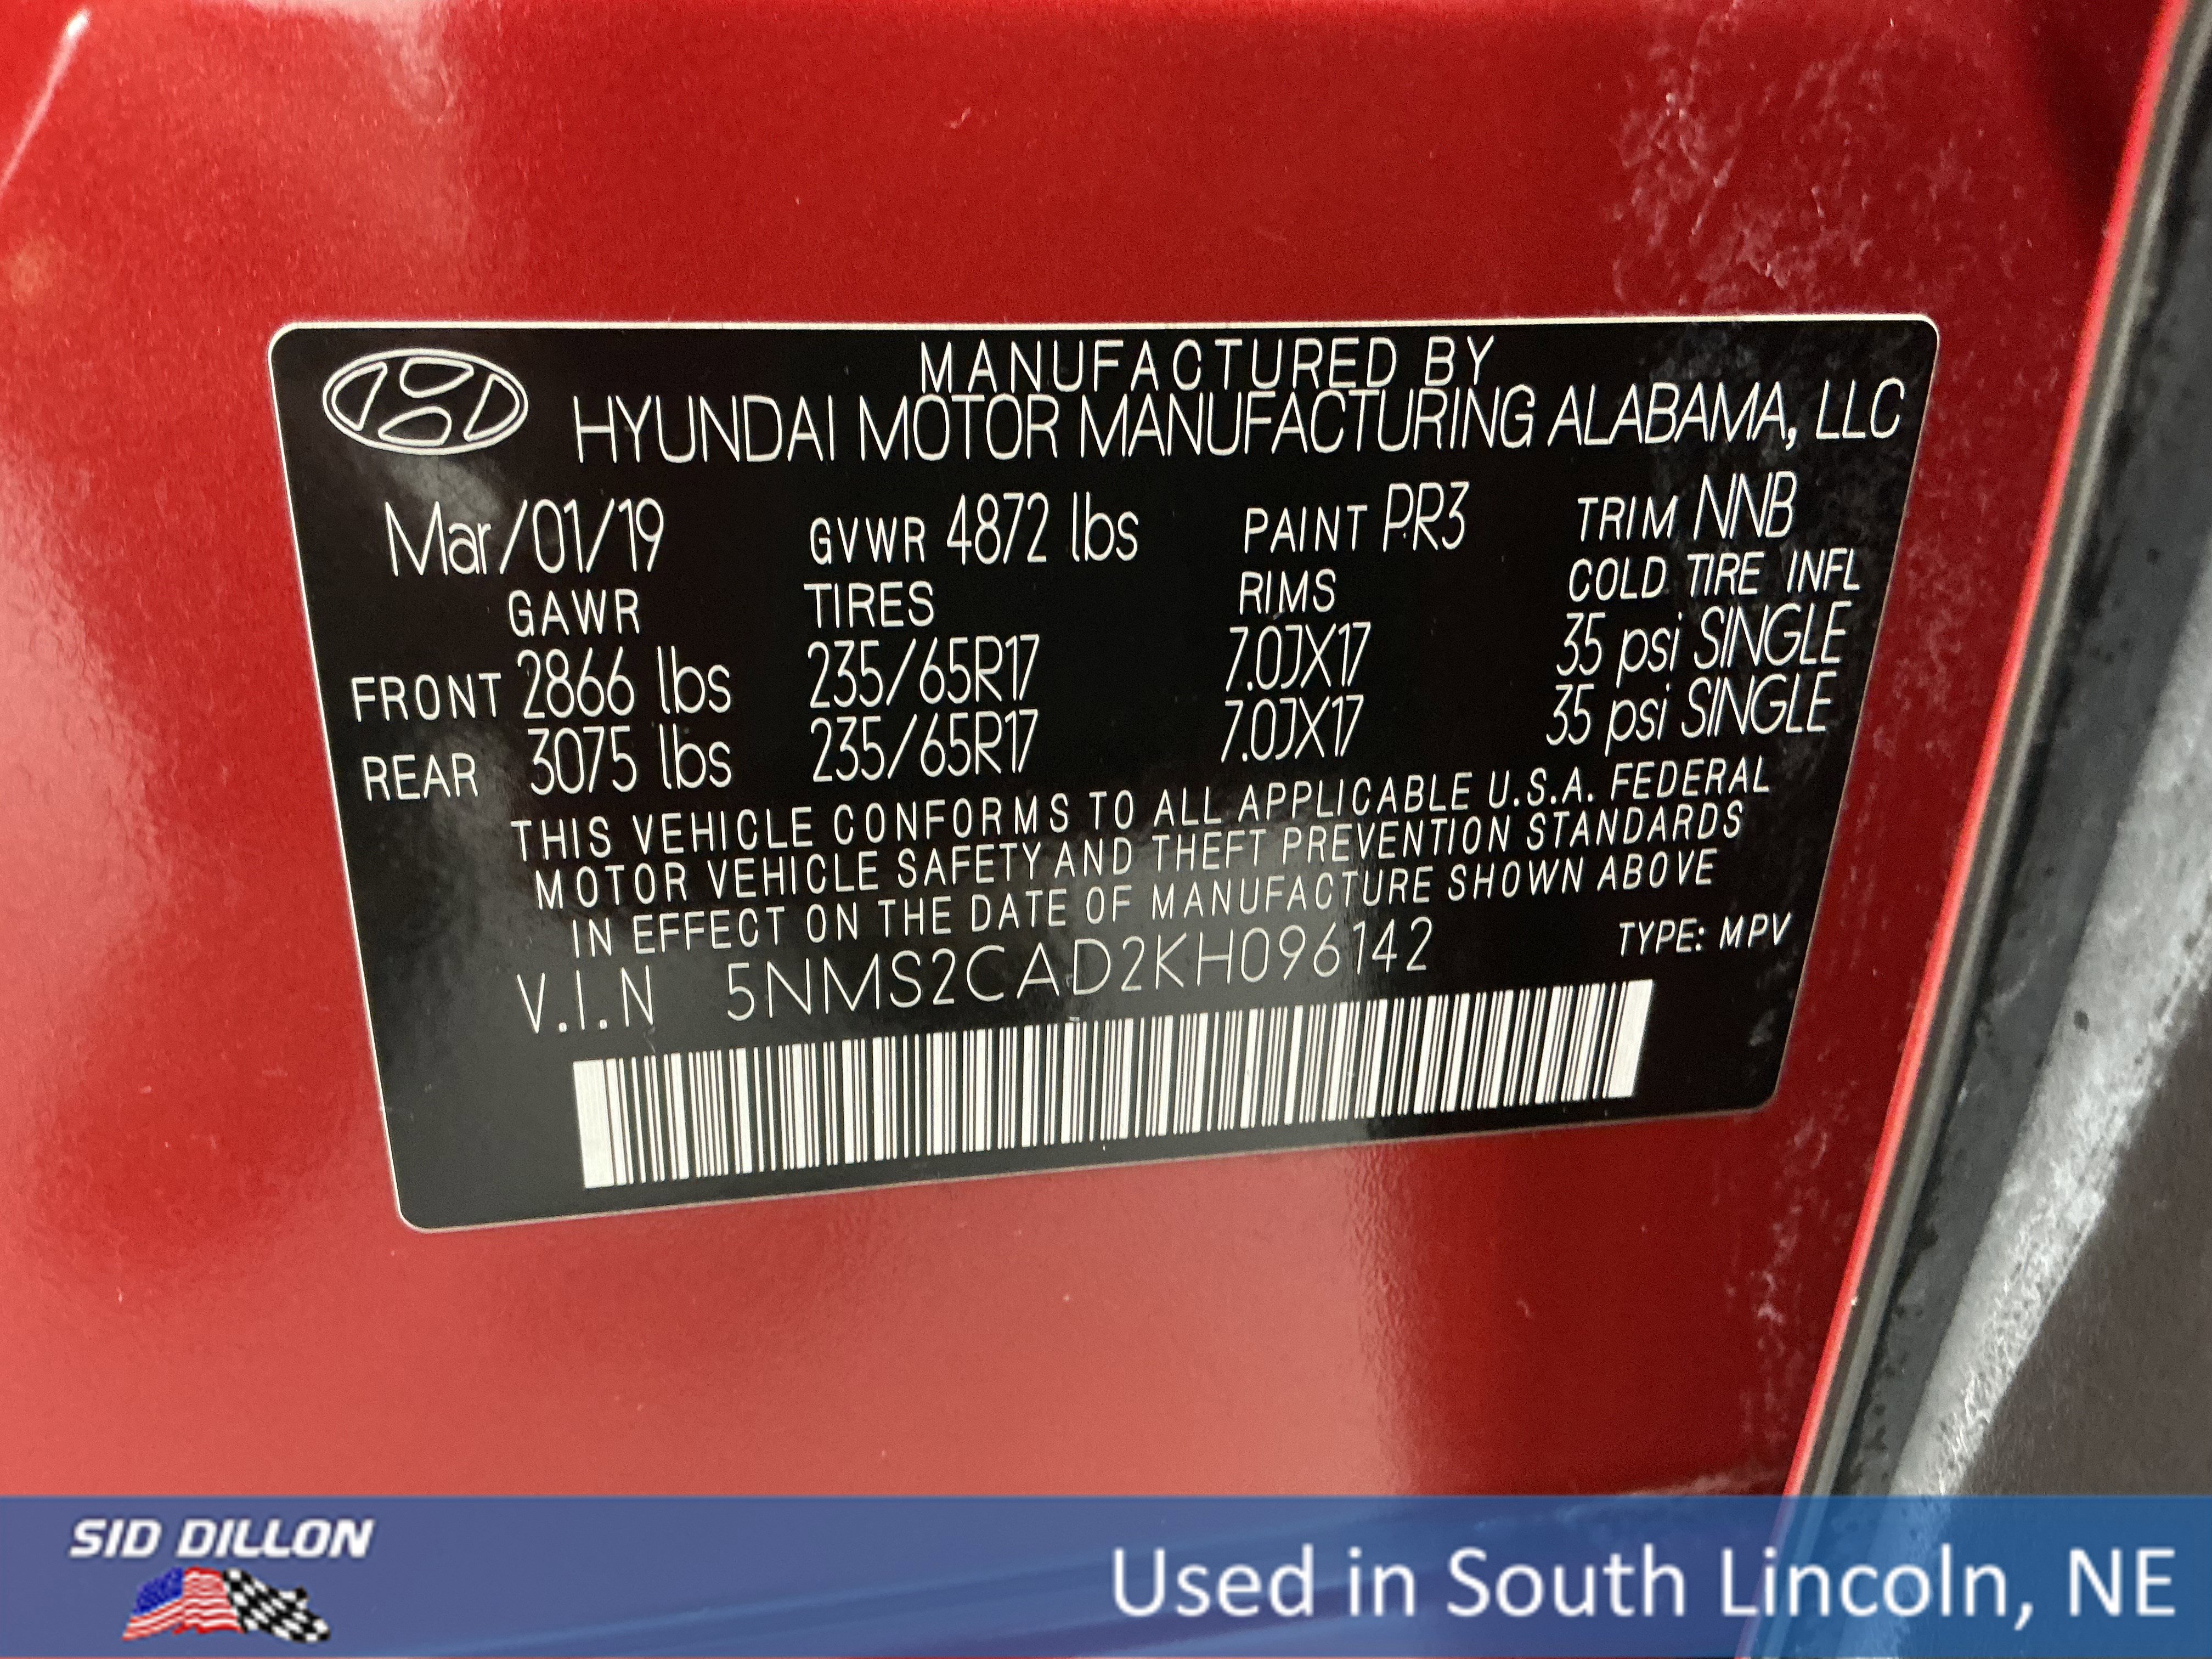 MANUFACTURED BY
HYUNDAI MOTOR MANUFACTURING ALABAMA, LLC
Mar/01/19 GVWR 4872 lbs PAINT PR3 TRIM NNB
GAWR TIRES RIMS COLD TIRE INFL
FRONT 2866 lbs 235/65R17 7.0JX17 35 psi SINGLE
REAR 3075 lbs 235/65R17 7.0JX17 35 psi SINGLE
THIS VEHICLE CONFORMS TO ALL APPLICABLE U.S.A. FEDERAL
MOTOR VEHICLE SAFETY AND THEFT PREVENTION STANDARDS
IN EFFECT ON THE DATE OF MANUFACTURE SHOWN ABOVE
V.I.N 5NMS2CAD2KH096142 TYPE: MPV
SID DILLON
Used in South Lincoln, NE